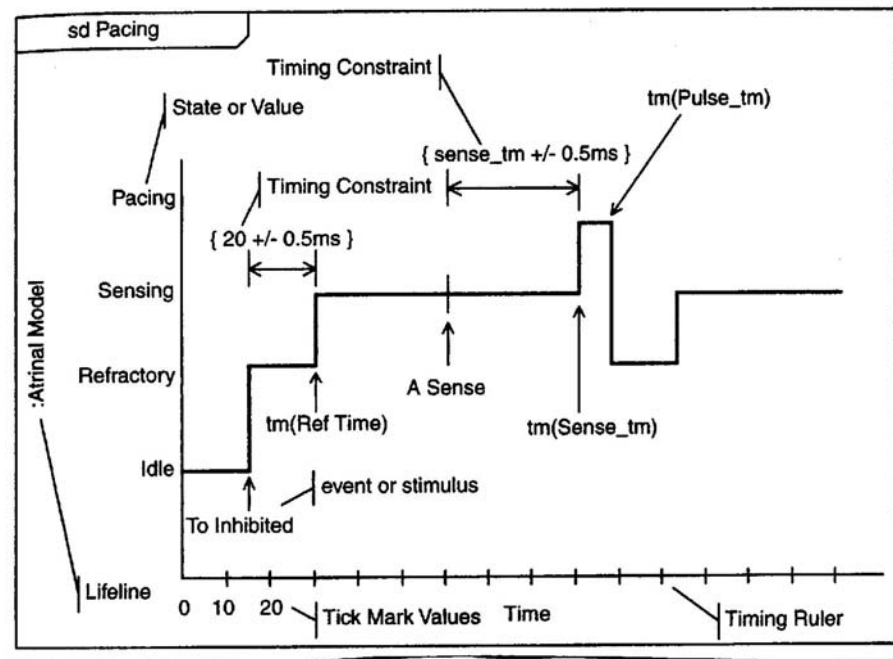 sd Pacing
Timing Constraint
State or Value
tm(Pulse_tm)
{ sense_tm +/- 0.5ms }
Pacing
Timing Constraint
{ 20 +/- 0.5ms }
Sensing
:Atrinal Model
Refractory
A Sense
tm(Ref Time)
tm(Sense_tm)
Idle
event or stimulus
To Inhibited
Lifeline
0 10 20
Tick Mark Values
Time
Timing Ruler